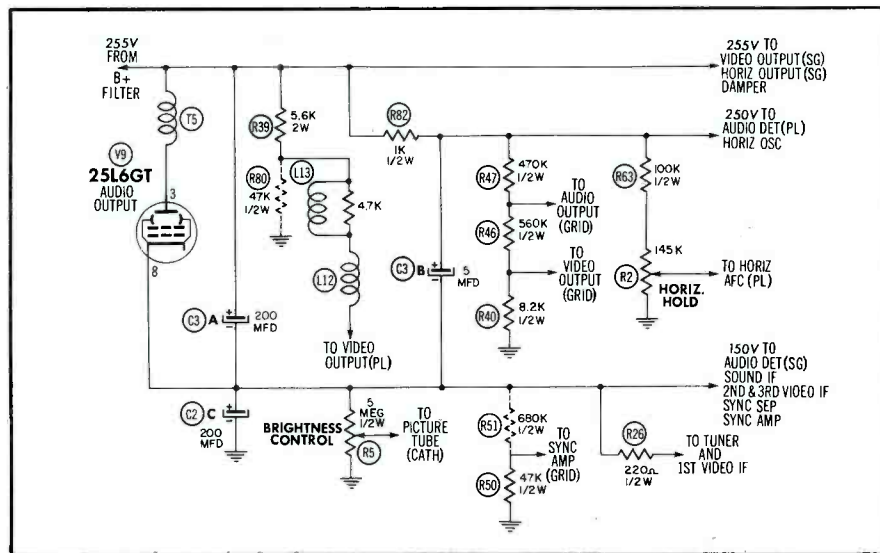 255V
FROM
B+
FILTER
255V TO
VIDEO OUTPUT (SG)
HORIZ OUTPUT (SG)
DAMPER
T5
R39
5.6K
2W
R82
1K
1/2W
250V TO
AUDIO DET (PL)
HORIZ OSC
V9
25L6GT
AUDIO
OUTPUT
3
8
R80
47K
1/2W
L13
4.7K
L12
TO VIDEO
OUTPUT (PL)
R47
470K
1/2W
TO
AUDIO
OUTPUT
(GRID)
R46
560K
1/2W
TO
VIDEO
OUTPUT
(GRID)
R40
8.2K
1/2W
R63
100K
1/2W
145K
R2
HORIZ.
HOLD
TO HORIZ
AFC (PL)
C3 B
+
-
5
MFD
C3 A
+
-
200
MFD
150V TO
AUDIO DET (SG)
SOUND IF
2ND & 3RD VIDEO IF
SYNC SEP
SYNC AMP
C2 C
+
-
200
MFD
BRIGHTNESS
CONTROL
5
MEG
1/2W
R5
TO
PICTURE
TUBE
(CATH)
R51
680K
1/2W
TO
SYNC
AMP
(GRID)
R50
47K
1/2W
R26
220Ω
1/2W
TO TUNER
AND
1ST VIDEO IF